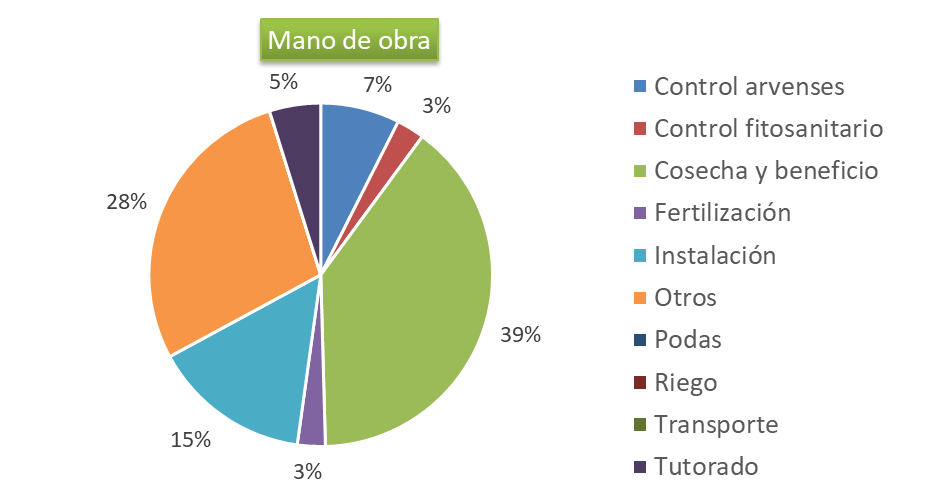 Mano de obra
5%
7%
3%
28%
39%
15%
3%
Control arvenses
Control fitosanitario
Cosecha y beneficio
Fertilización
Instalación
Otros
Podas
Riego
Transporte
Tutorado